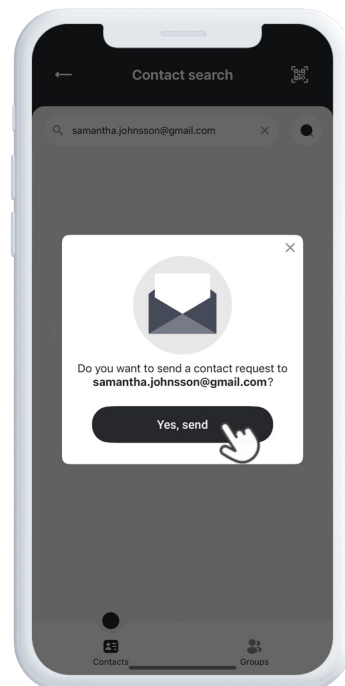 Contact search
samantha.johnsson@gmail.com
Do you want to send a contact request to
samantha.johnsson@gmail.com?
Yes, send
Contacts
Groups